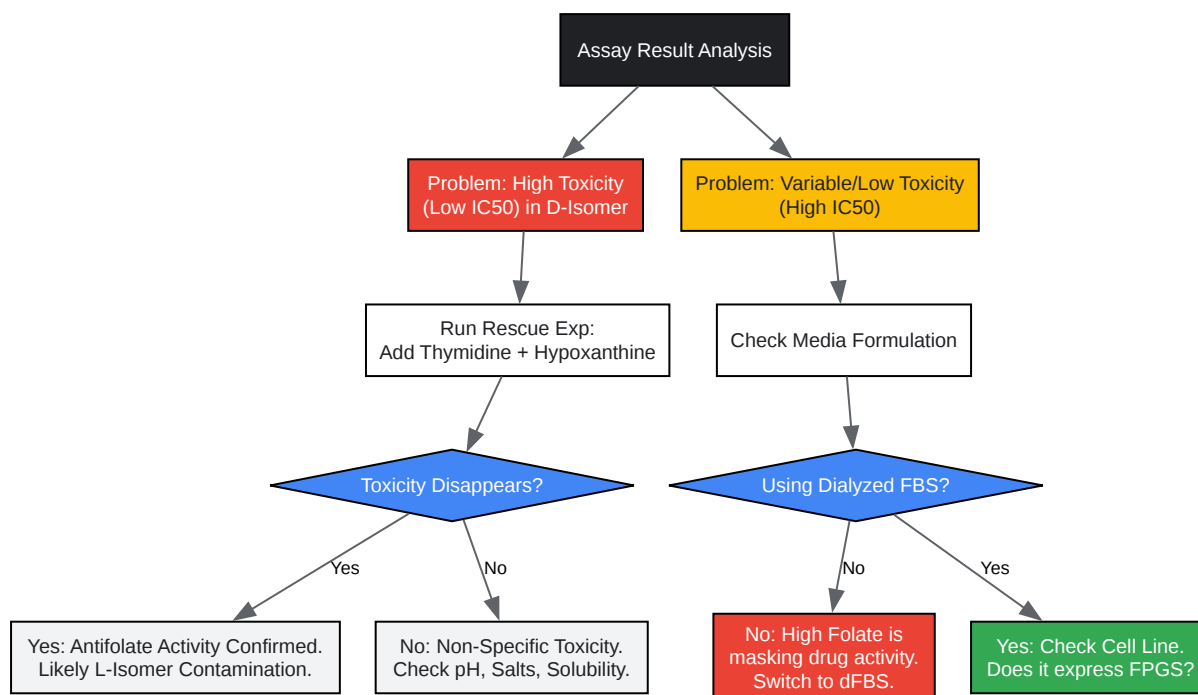 Assay Result Analysis
Problem: High Toxicity
(Low IC50) in D-Isomer
Problem: Variable/Low Toxicity
(High IC50)
Run Rescue Exp:
Add Thymidine + Hypoxanthine
Check Media Formulation
Toxicity Disappears?
Using Dialyzed FBS?
Yes
No
No
Yes
Yes: Antifolate Activity Confirmed.
Likely L-Isomer Contamination.
No: Non-Specific Toxicity.
Check pH, Salts, Solubility.
No: High Folate is
masking drug activity.
Switch to dFBS.
Yes: Check Cell Line.
Does it express FPGS?